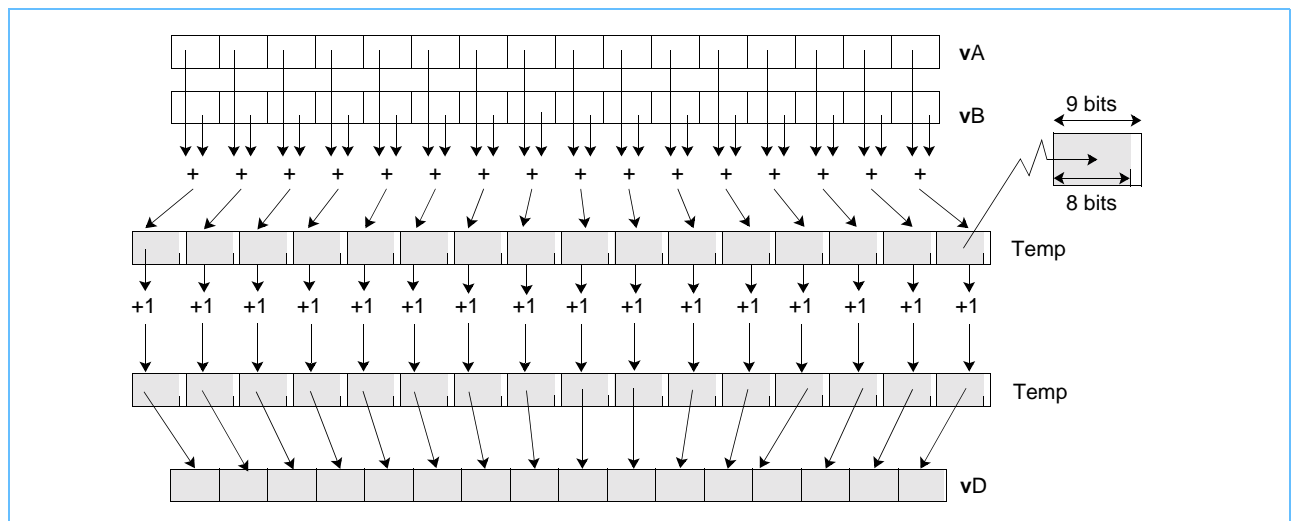 vA
vB
9 bits
8 bits
+ + + + + + + + + + + + + + + +
Temp
+1 +1 +1 +1 +1 +1 +1 +1 +1 +1 +1 +1 +1 +1 +1 +1
Temp
vD